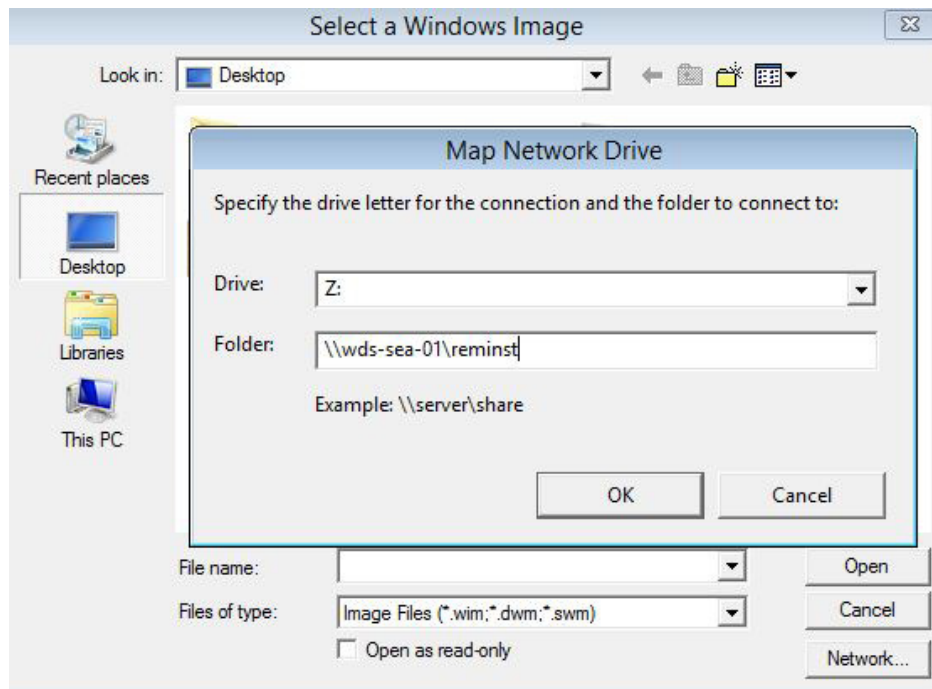 Select a Windows Image
Look in:
Desktop
Recent places
Desktop
Libraries
This PC
Map Network Drive
Specify the drive letter for the connection and the folder to connect to:
Drive:
Z:
Folder:
\\wds-sea-01\reminst
Example: \\server\share
OK
Cancel
File name:
Open
Files of type:
Image Files (*.wim;*.dwm;*.swm)
Cancel
Open as read-only
Network...